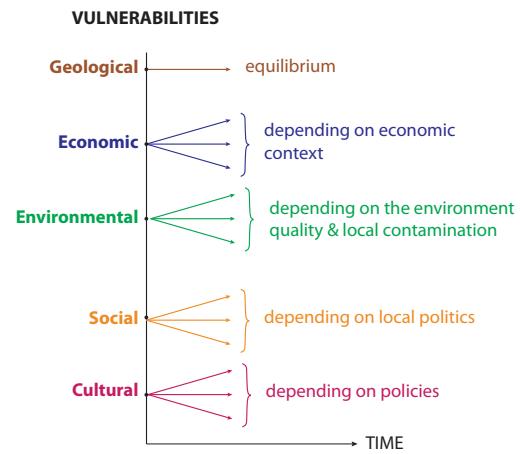 VULNERABILITIES
Geological
equilibrium
Economic
depending on economic
context
Environmental
depending on the environment
quality & local contamination
Social
depending on local politics
Cultural
depending on policies
TIME